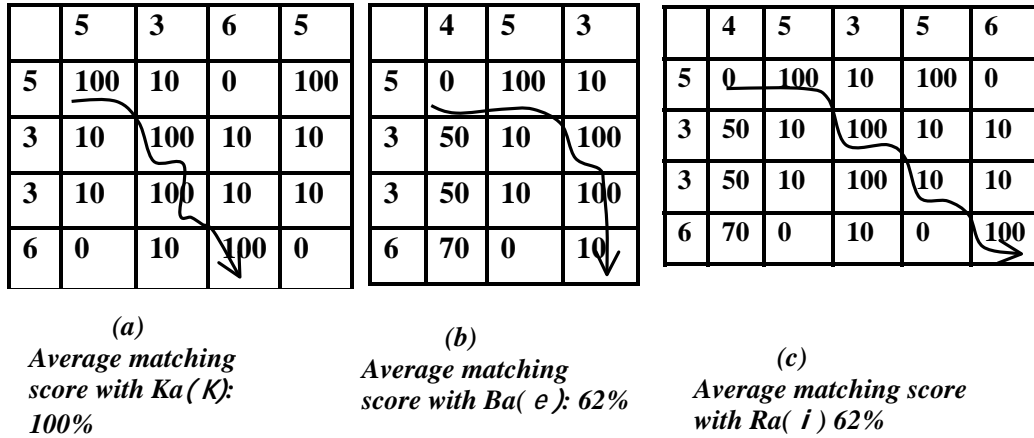 5 3 6 5
5 100 10 0 100
3 10 100 10 10
3 10 100 10 10
6 0 10 100 0
(a)
Average matching
score with Ka( K):
100%
4 5 3
5 0 100 10
3 50 10 100
3 50 10 100
6 70 0 10
(b)
Average matching
score with Ba( e ): 62%
4 5 3 5 6
5 0 100 10 100 0
3 50 10 100 10 10
3 50 10 100 10 10
6 70 0 10 0 100
(c)
Average matching score
with Ra( i ) 62%